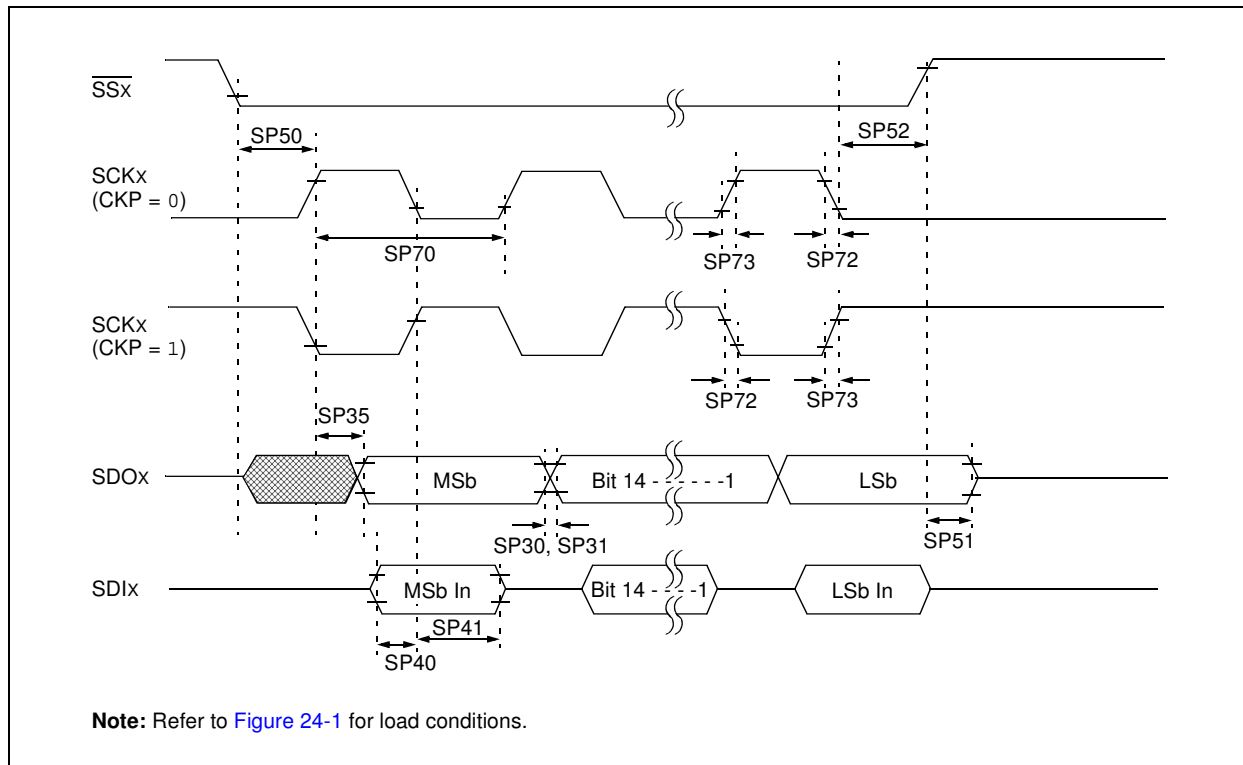 SSx
SP50
SP52
SCKx
(CKP = 0)
SP70
SP73
SP72
SCKx
(CKP = 1)
SP72
SP73
SP35
SDOx
MSb
Bit 14 - - - - - -1
LSb
SP30, SP31
SP51
SDIx
MSb In
Bit 14 - - - -1
LSb In
SP41
SP40
Note: Refer to Figure 24-1 for load conditions.